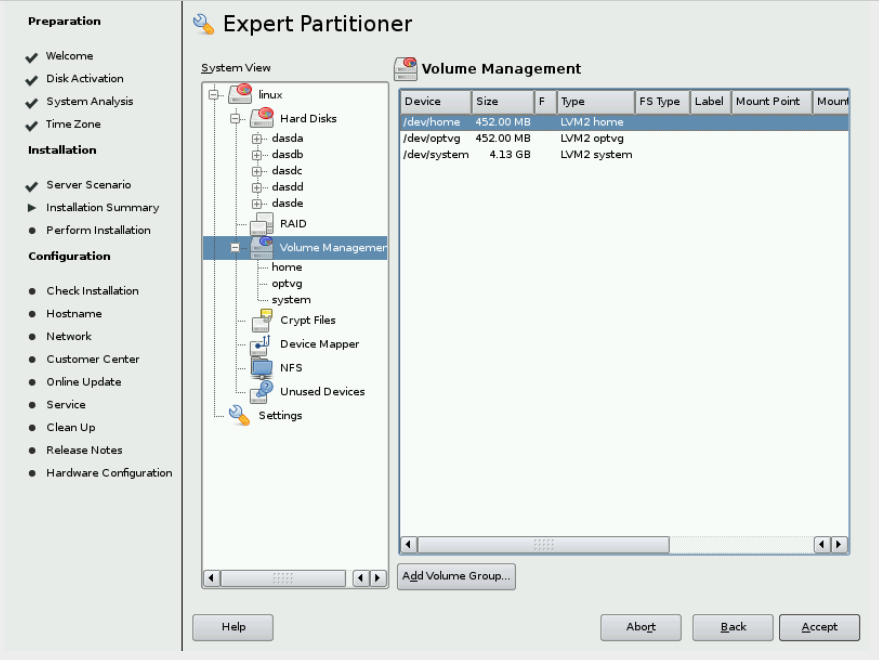 Preparation
Welcome
Disk Activation
System Analysis
Time Zone
Installation
Server Scenario
Installation Summary
Perform Installation
Configuration
Check Installation
Hostname
Network
Customer Center
Online Update
Service
Clean Up
Release Notes
Hardware Configuration
Expert Partitioner
System View
linux
Hard Disks
dasda
dasdb
dasdc
dasdd
dasde
RAID
Volume Managemen
home
optvg
system
Crypt Files
Device Mapper
NFS
Unused Devices
Settings
Volume Management
Device Size F Type FS Type Label Mount Point Mount
/dev/home 452.00 MB LVM2 home
/dev/optvg 452.00 MB LVM2 optvg
/dev/system 4.13 GB LVM2 system
Add Volume Group...
Help Abort Back Accept